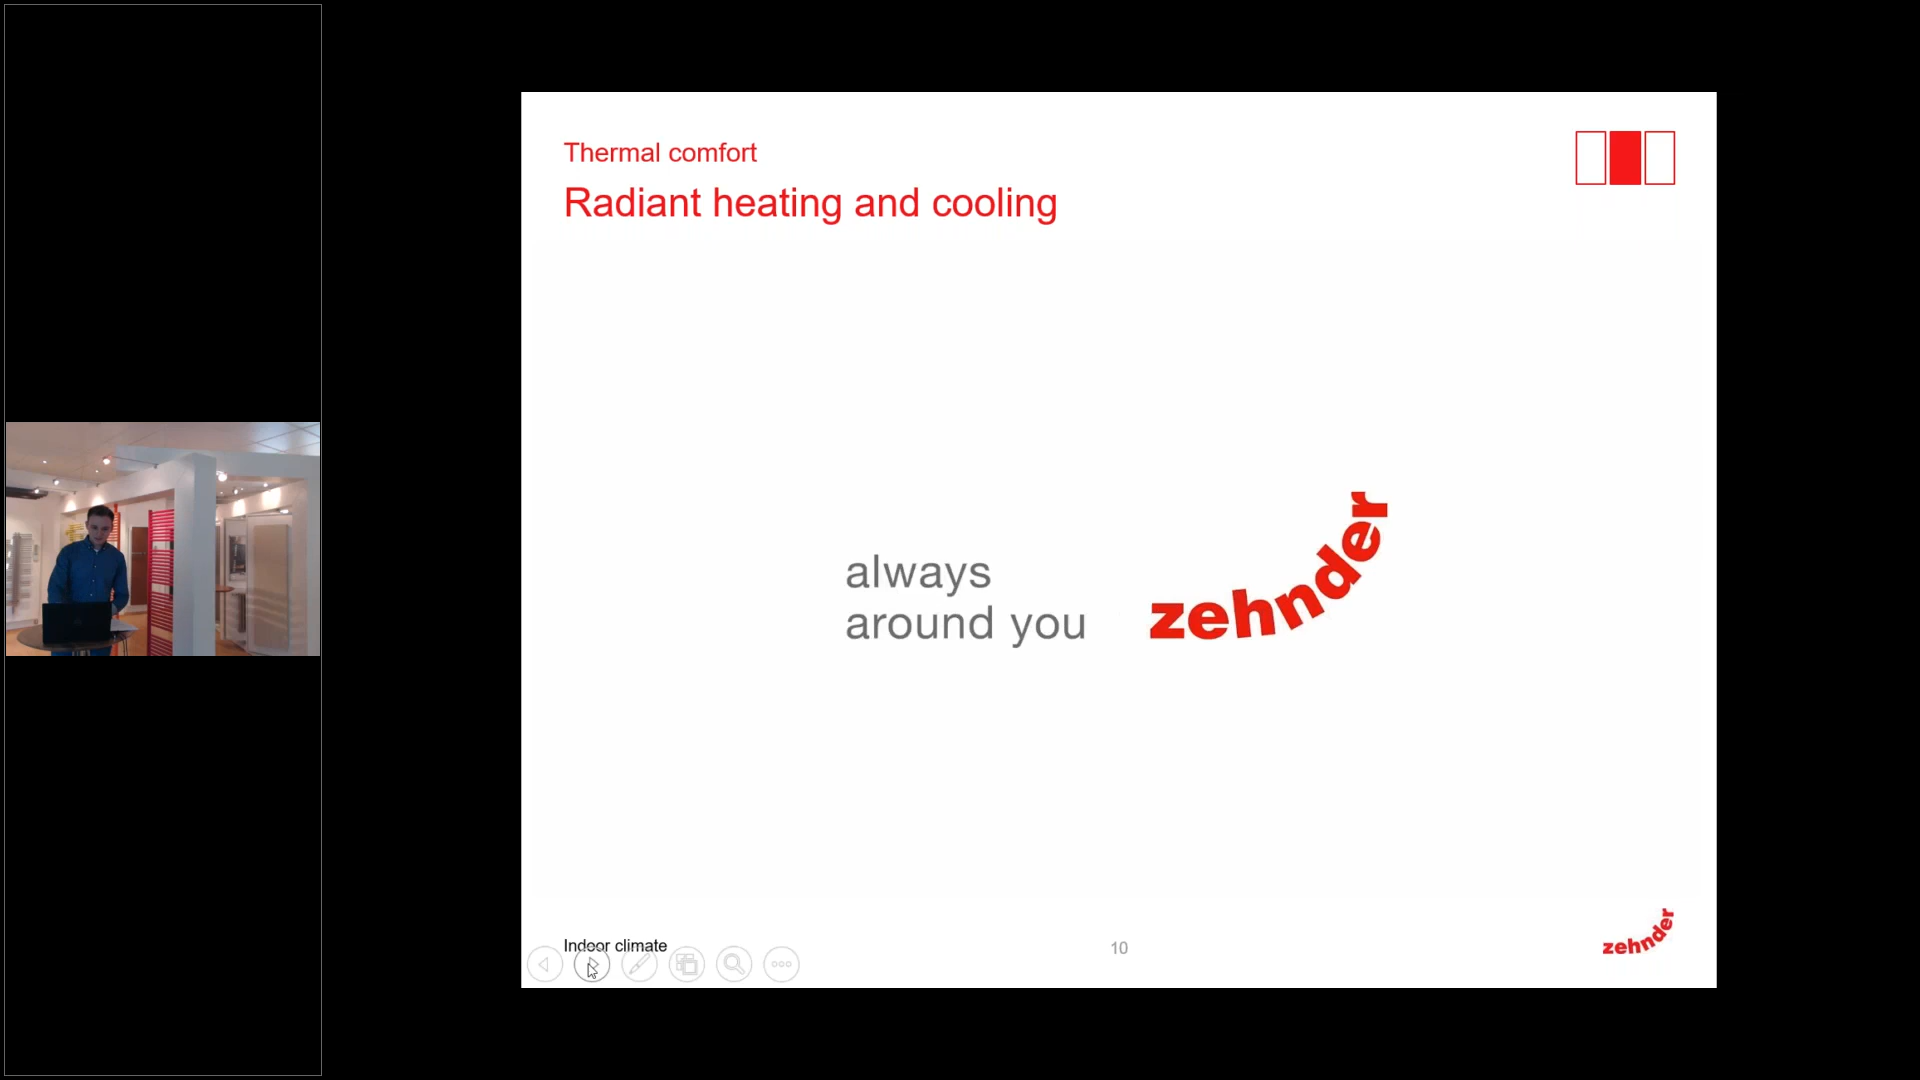 Thermal comfort
Radiant heating and cooling
always
around you
zehnder
Indoor climate
10
zehnder